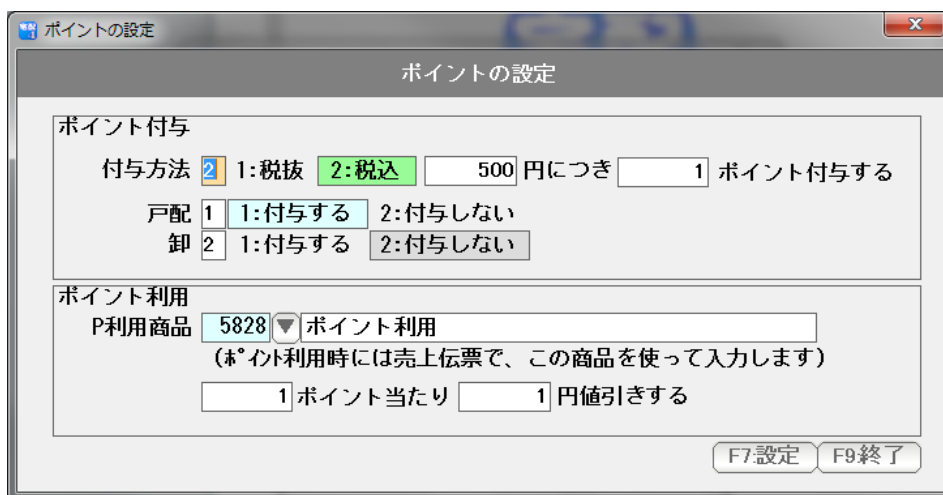 ポイントの設定
ポイントの設定
ポイント付与
付与方法 2 1:税抜 2:税込 500 円につき 1 ポイント付与する
戸配 1 1:付与する 2:付与しない
卸 2 1:付与する 2:付与しない
ポイント利用
P利用商品 5828 ▼ ポイント利用
(ﾎﾟｲﾝﾄ利用時には売上伝票で、この商品を使って入力します)
1 ポイント当たり 1 円値引きする
F7:設定 F9:終了